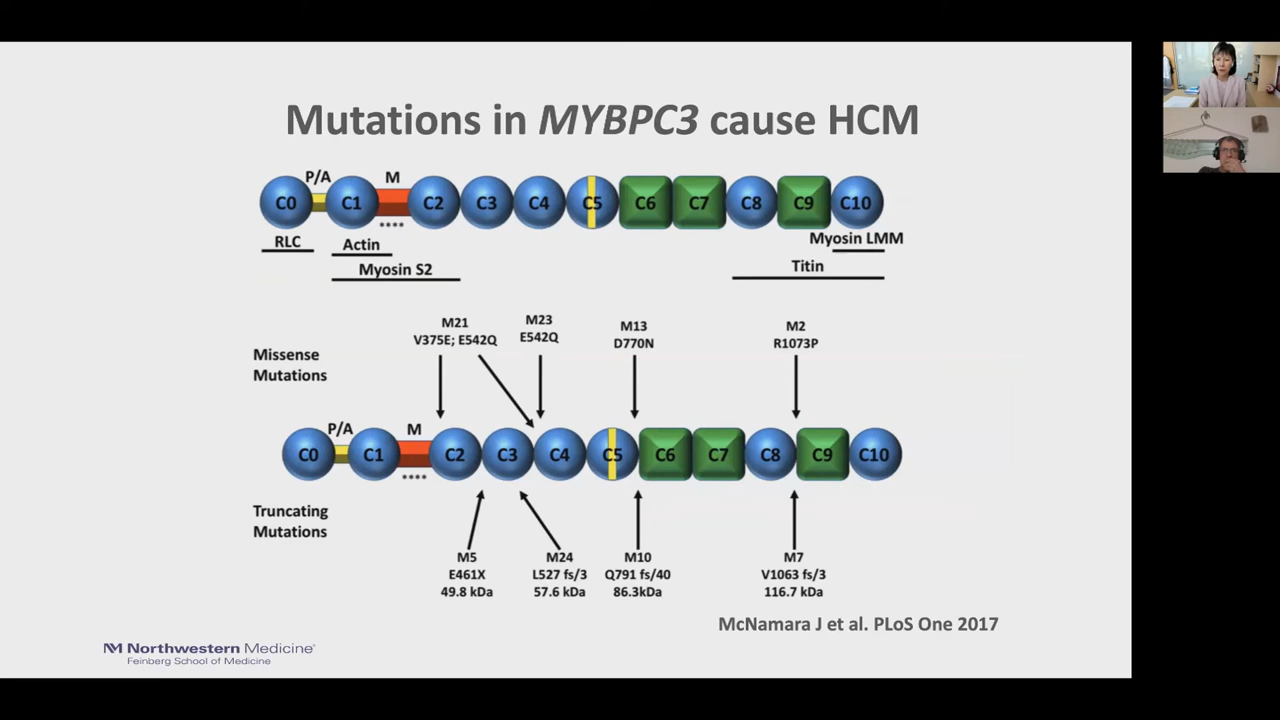 Mutations in MYBPC3 cause HCM
P/A M
C0 C1 C2 C3 C4 C5 C6 C7 C8 C9 C10
****
RLC Actin Myosin LMM
Myosin S2 Titin
Missense
Mutations
M21
V375E; E542Q
M23
E542Q
M13
D770N
M2
R1073P
P/A M
C0 C1 C2 C3 C4 C5 C6 C7 C8 C9 C10
****
Truncating
Mutations
M5
E461X
49.8 kDa
M24
L527 fs/3
57.6 kDa
M10
Q791 fs/40
86.3kDa
M7
V1063 fs/3
116.7 kDa
McNamara J et al. PLoS One 2017
NM Northwestern Medicine®
Feinberg School of Medicine